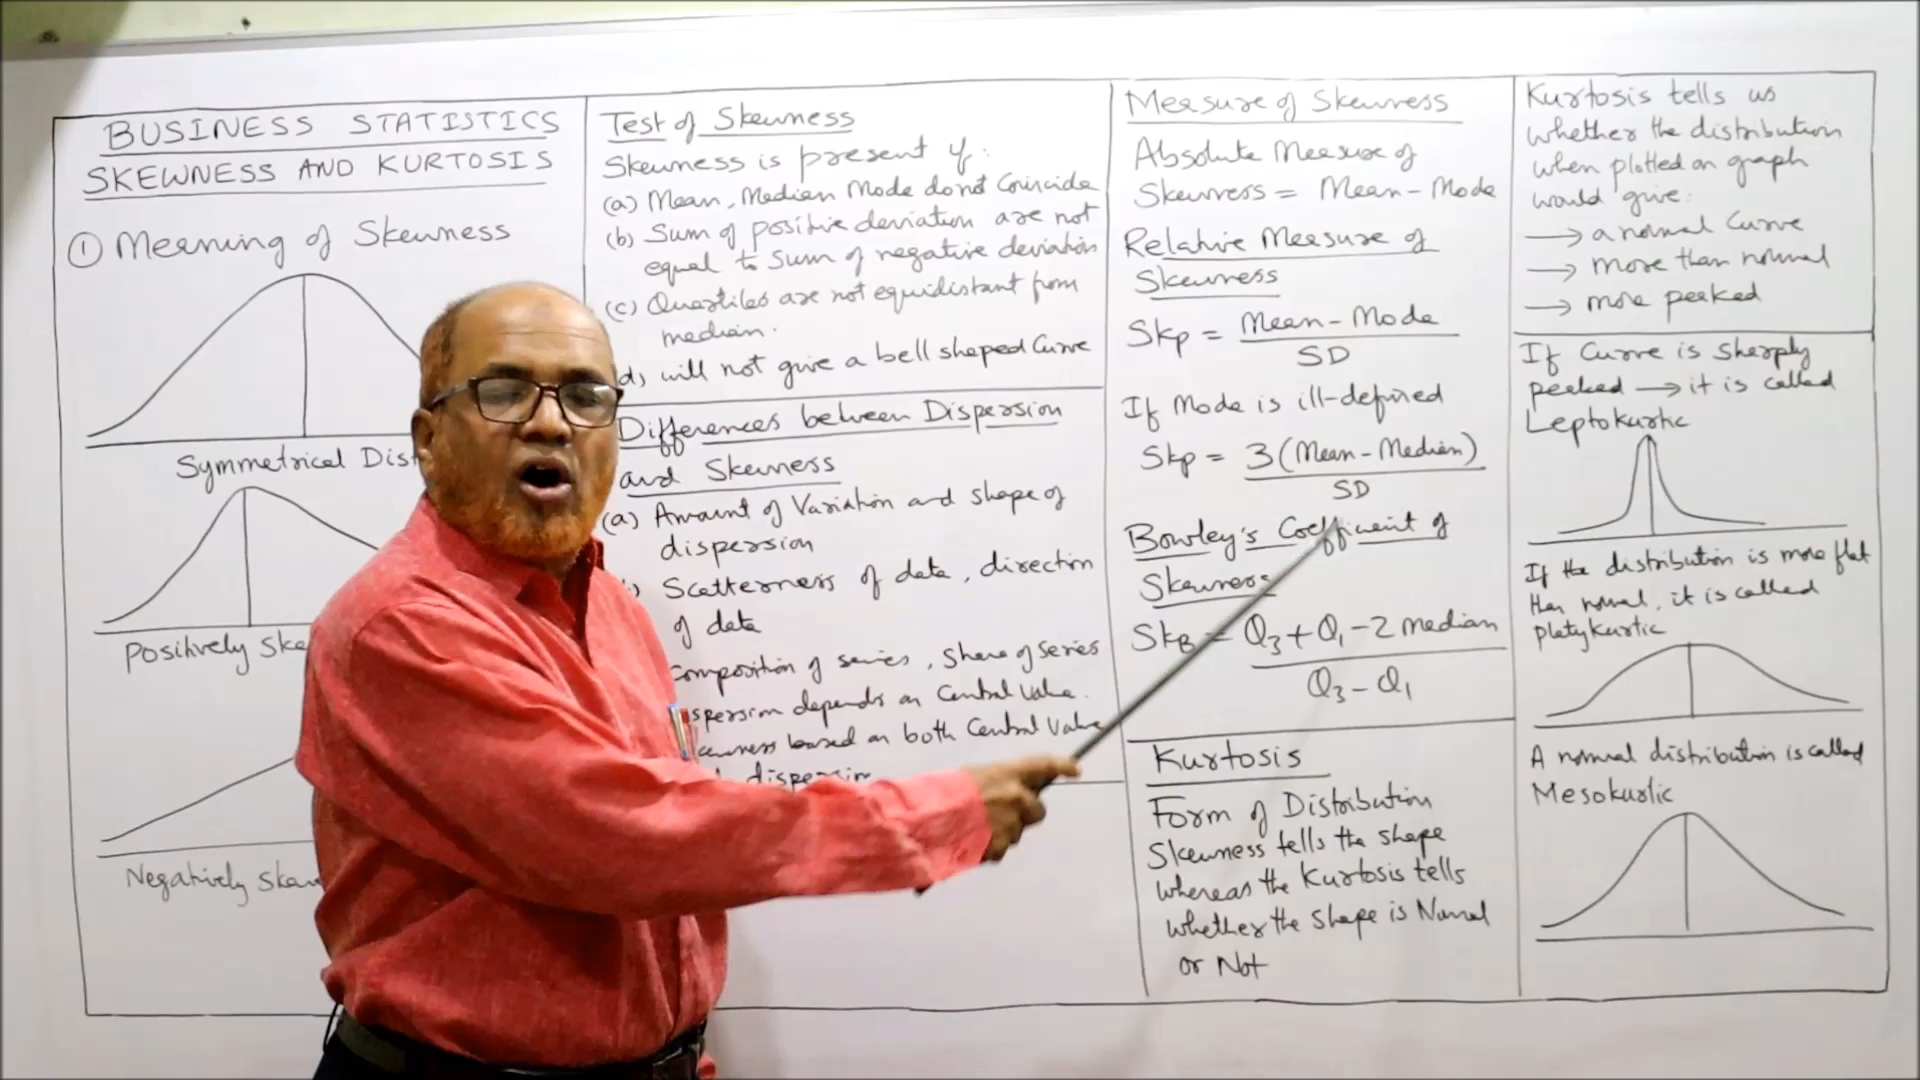 BUSINESS STATISTICS
SKEWNESS AND KURTOSIS
① Meaning of Skewness
Symmetrical Dist
Positively Ske
Negatively Skew
Test of Skewness
Skewness is present if:
(a) Mean, Median Mode do not Coincide
(b) Sum of positive deviation are not
equal to Sum of negative deviation
(c) Quartiles are not equidistant from
median.
d) will not give a bell shaped Curve
Differences between Dispersion
and Skewness
(a) Amount of Variation and shape of
dispersion
) Scatterness of data, direction
of data
Composition of series, Shape of Series
spersion depends on Central Value.
kewness based on both Central Value
dispersion
Measure of Skewness
Absolute Measure of
Skewness = Mean - Mode
Relative Measure of
Skewness
Skp = Mean - Mode
SD
If Mode is ill-defined
Skp = 3 (Mean - Median)
SD
Bowley's Coefficient of
Skewness
SkB = Q3 + Q1 - 2 median
Q3 - Q1
Kurtosis
Form of Distribution
Skewness tells the shape
whereas the Kurtosis tells
whether the shape is Normal
or Not
Kurtosis tells us
whether the distribution
when plotted on graph
would give:
→ a normal Curve
→ more than normal
→ more peaked
If Curve is Sharply
peaked → it is called
Leptokurtic
If the distribution is more flat
than normal, it is called
platykurtic
A normal distribution is called
Mesokurtic